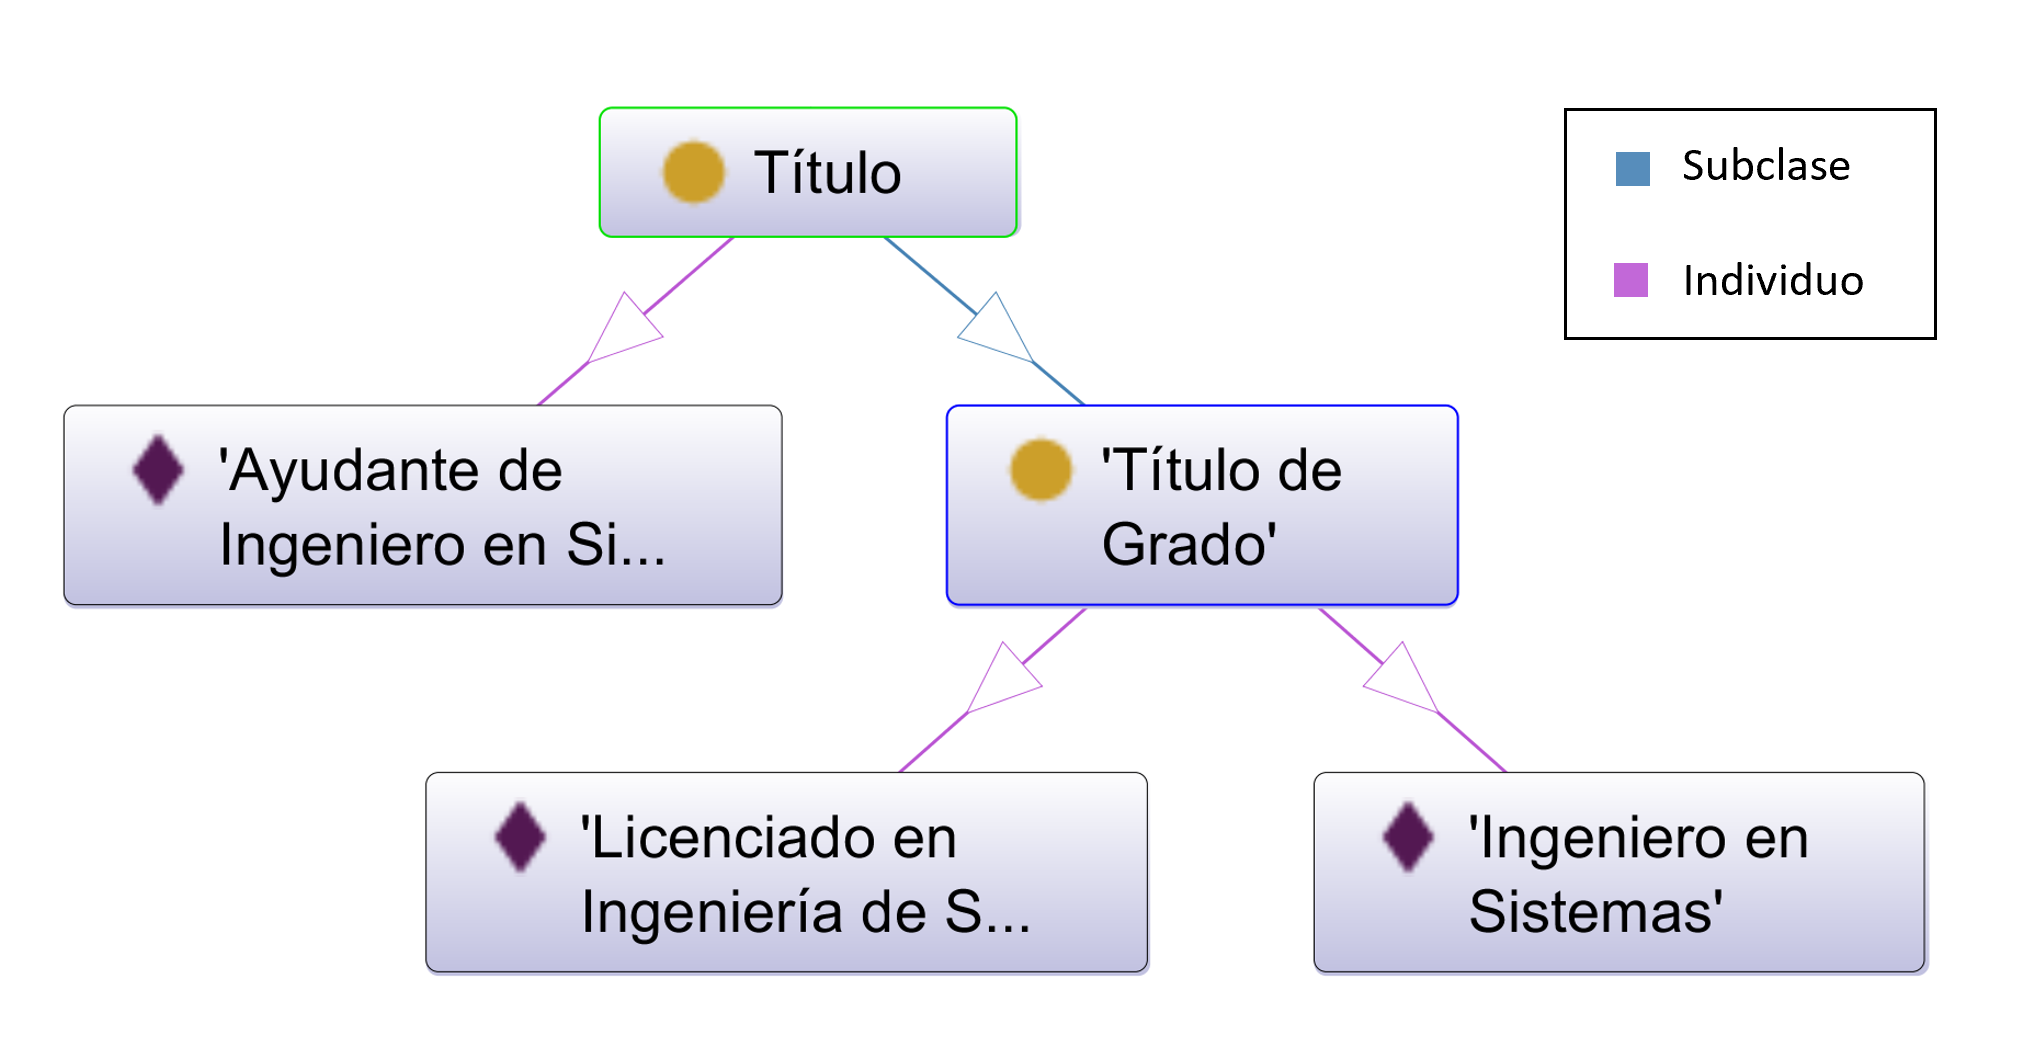 Título
Subclase
Individuo
'Ayudante de
Ingeniero en Si...
'Título de
Grado'
'Licenciado en
Ingeniería de S...
'Ingeniero en
Sistemas'